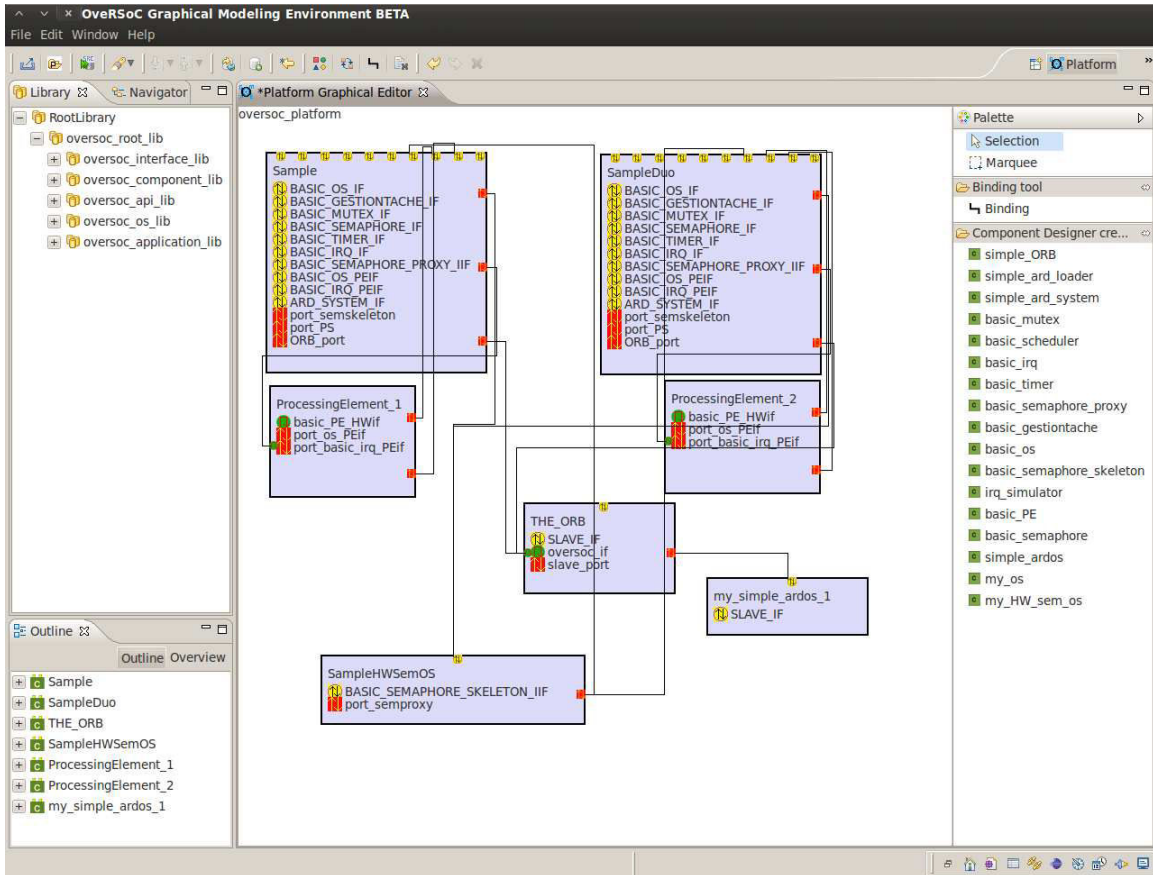 OveRSoC Graphical Modeling Environment BETA
File Edit Window Help
Platform
Library
Navigator
RootLibrary
oversoc_root_lib
oversoc_interface_lib
oversoc_component_lib
oversoc_api_lib
oversoc_os_lib
oversoc_application_lib
*Platform Graphical Editor
oversoc_platform
Sample
BASIC_OS_IF
BASIC_GESTIONTACHE_IF
BASIC_MUTEX_IF
BASIC_SEMAPHORE_IF
BASIC_TIMER_IF
BASIC_IRQ_IF
BASIC_SEMAPHORE_PROXY_IIF
BASIC_OS_PEIF
BASIC_IRQ_PEIF
ARD_SYSTEM_IF
port_semskeleton
port_PS
ORB_port
SampleDuo
BASIC_OS_IF
BASIC_GESTIONTACHE_IF
BASIC_MUTEX_IF
BASIC_SEMAPHORE_IF
BASIC_TIMER_IF
BASIC_IRQ_IF
BASIC_SEMAPHORE_PROXY_IIF
BASIC_OS_PEIF
BASIC_IRQ_PEIF
ARD_SYSTEM_IF
port_semskeleton
port_PS
ORB_port
ProcessingElement_1
basic_PE_HWif
port_os_PEif
port_basic_irq_PEif
ProcessingElement_2
basic_PE_HWif
port_os_PEif
port_basic_irq_PEif
THE_ORB
SLAVE_IF
oversoc_if
slave_port
my_simple_ardos_1
SLAVE_IF
SampleHWSemOS
BASIC_SEMAPHORE_SKELETON_IIF
port_semproxy
Palette
Selection
Marquee
Binding tool
Binding
Component Designer cre...
simple_ORB
simple_ard_loader
simple_ard_system
basic_mutex
basic_scheduler
basic_irq
basic_timer
basic_semaphore_proxy
basic_gestiontache
basic_os
basic_semaphore_skeleton
irq_simulator
basic_PE
basic_semaphore
simple_ardos
my_os
my_HW_sem_os
Outline
Outline Overview
Sample
SampleDuo
THE_ORB
SampleHWSemOS
ProcessingElement_1
ProcessingElement_2
my_simple_ardos_1